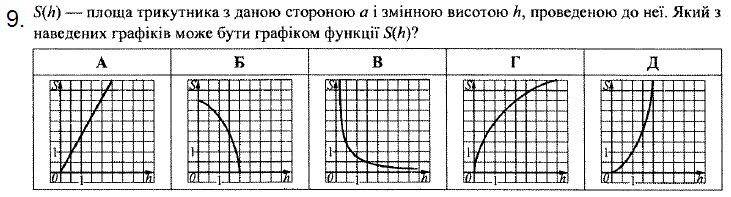 9. S(h) — площа трикутника з даною стороною a і змінною висотою h, проведеною до неї. Який з
наведених графіків може бути графіком функції S(h)?
А Б В Г Д
S S S S S
1 1 1 1 1
0 1 h 0 1 h 0 1 h 0 1 h 0 1 h